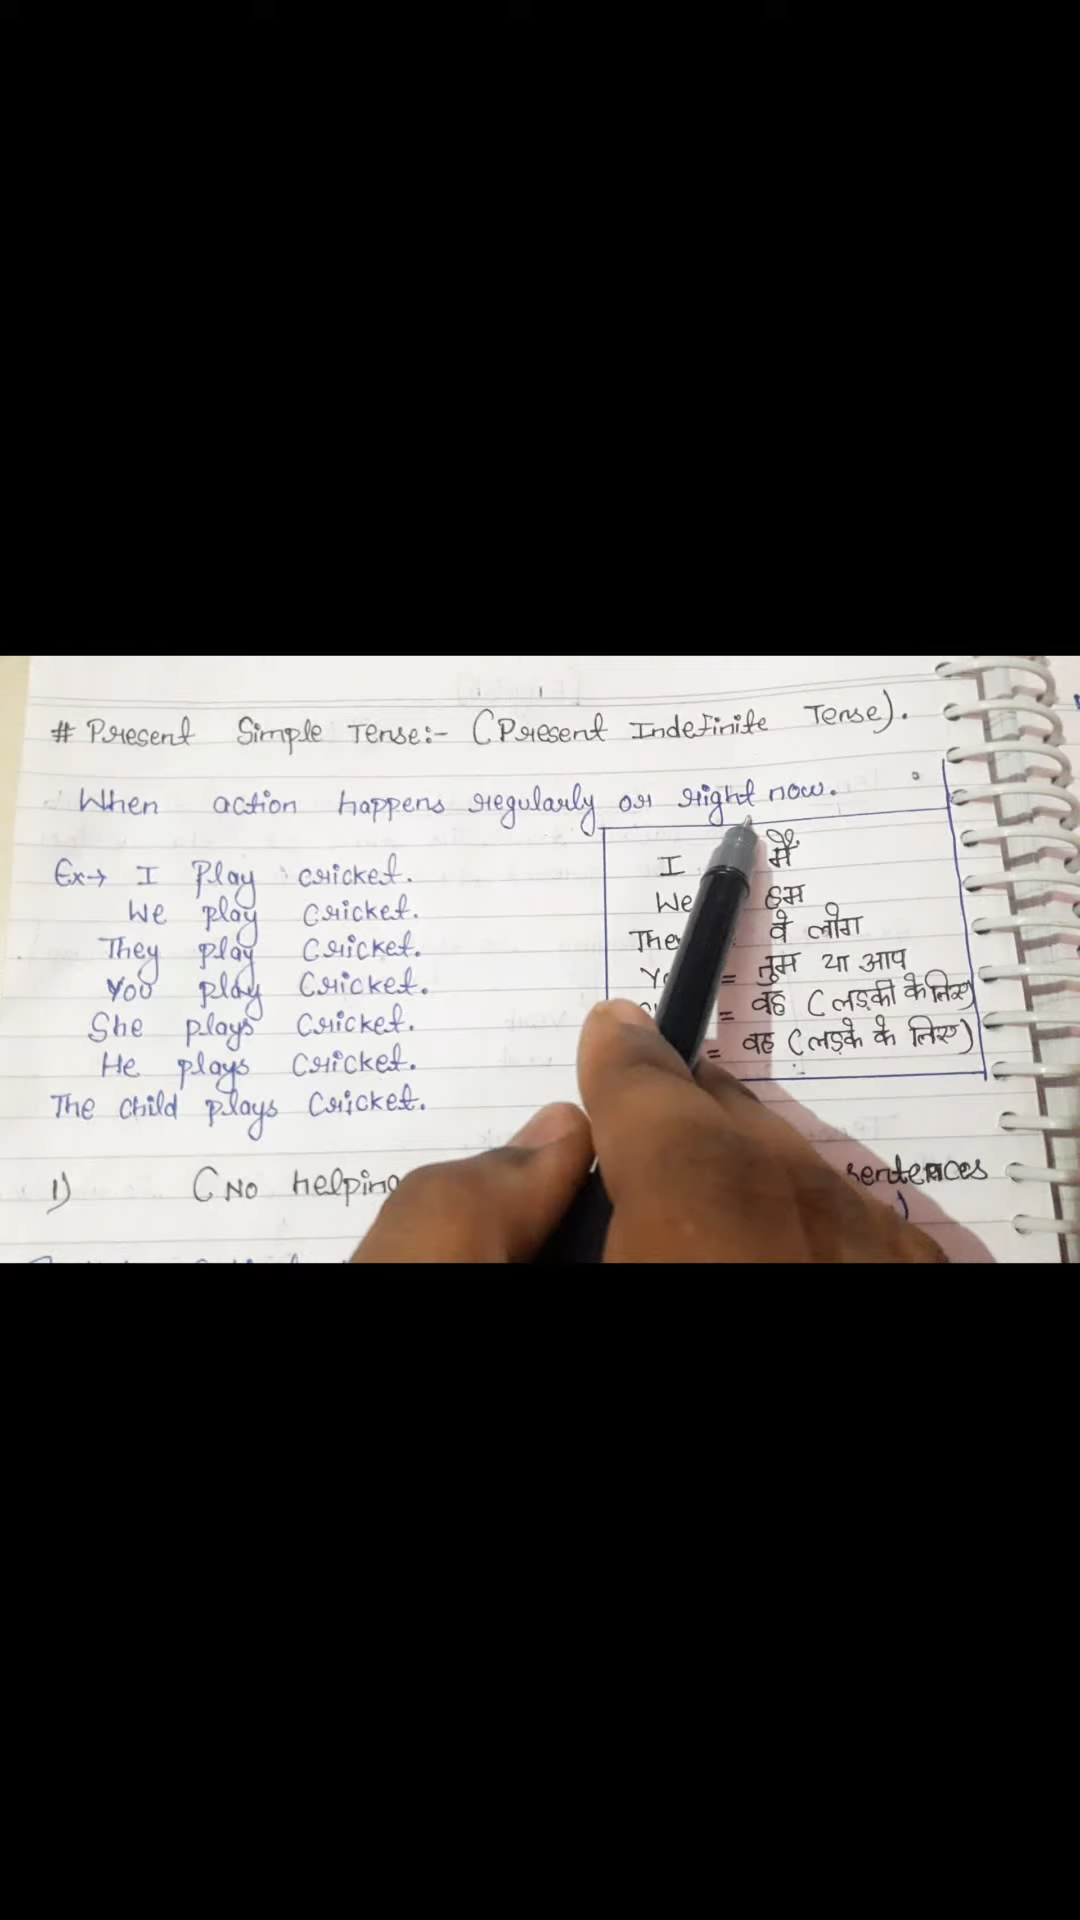 # Present Simple Tense:- (Present Indefinite Tense).
When action happens regularly or right now.
Ex→ I Play cricket.
We play cricket.
They play cricket.
You play cricket.
She plays cricket.
He plays cricket.
The child plays cricket.
I मैं
We हम
वे लोग
= तुम या आप
= वह (लड़की के लिए)
= वह (लड़के के लिए)
1) (No helping sentences